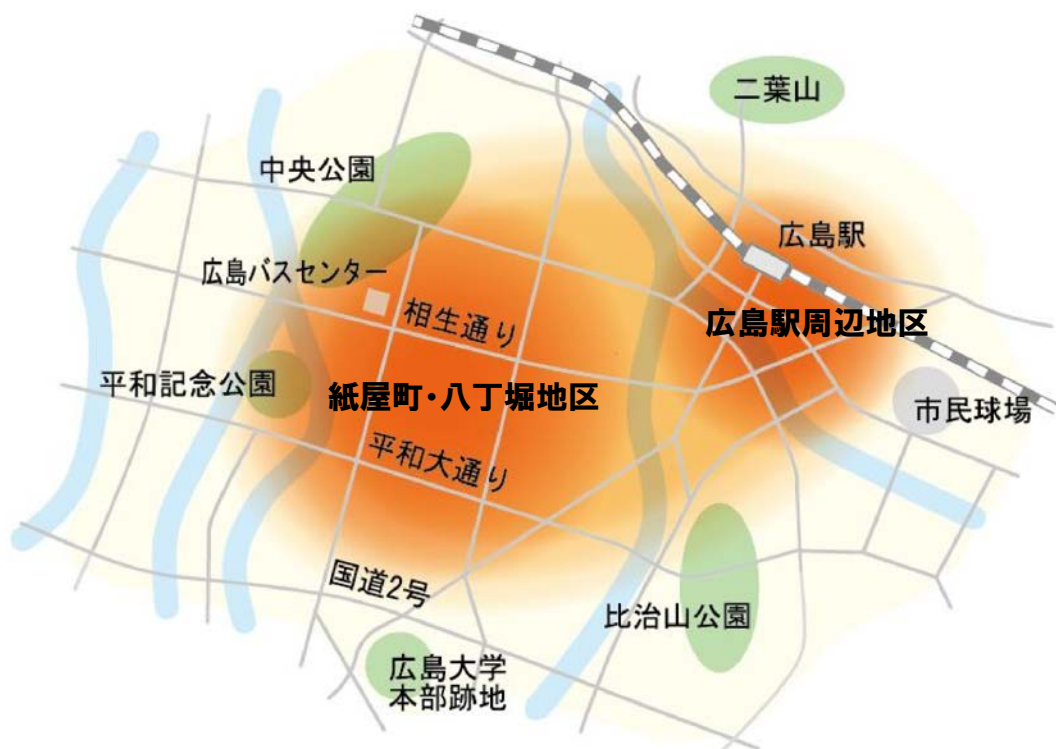 二葉山
中央公園
広島駅
広島バスセンター
相生通り
広島駅周辺地区
平和記念公園
紙屋町・八丁堀地区
市民球場
平和大通り
国道2号
比治山公園
広島大学
本部跡地